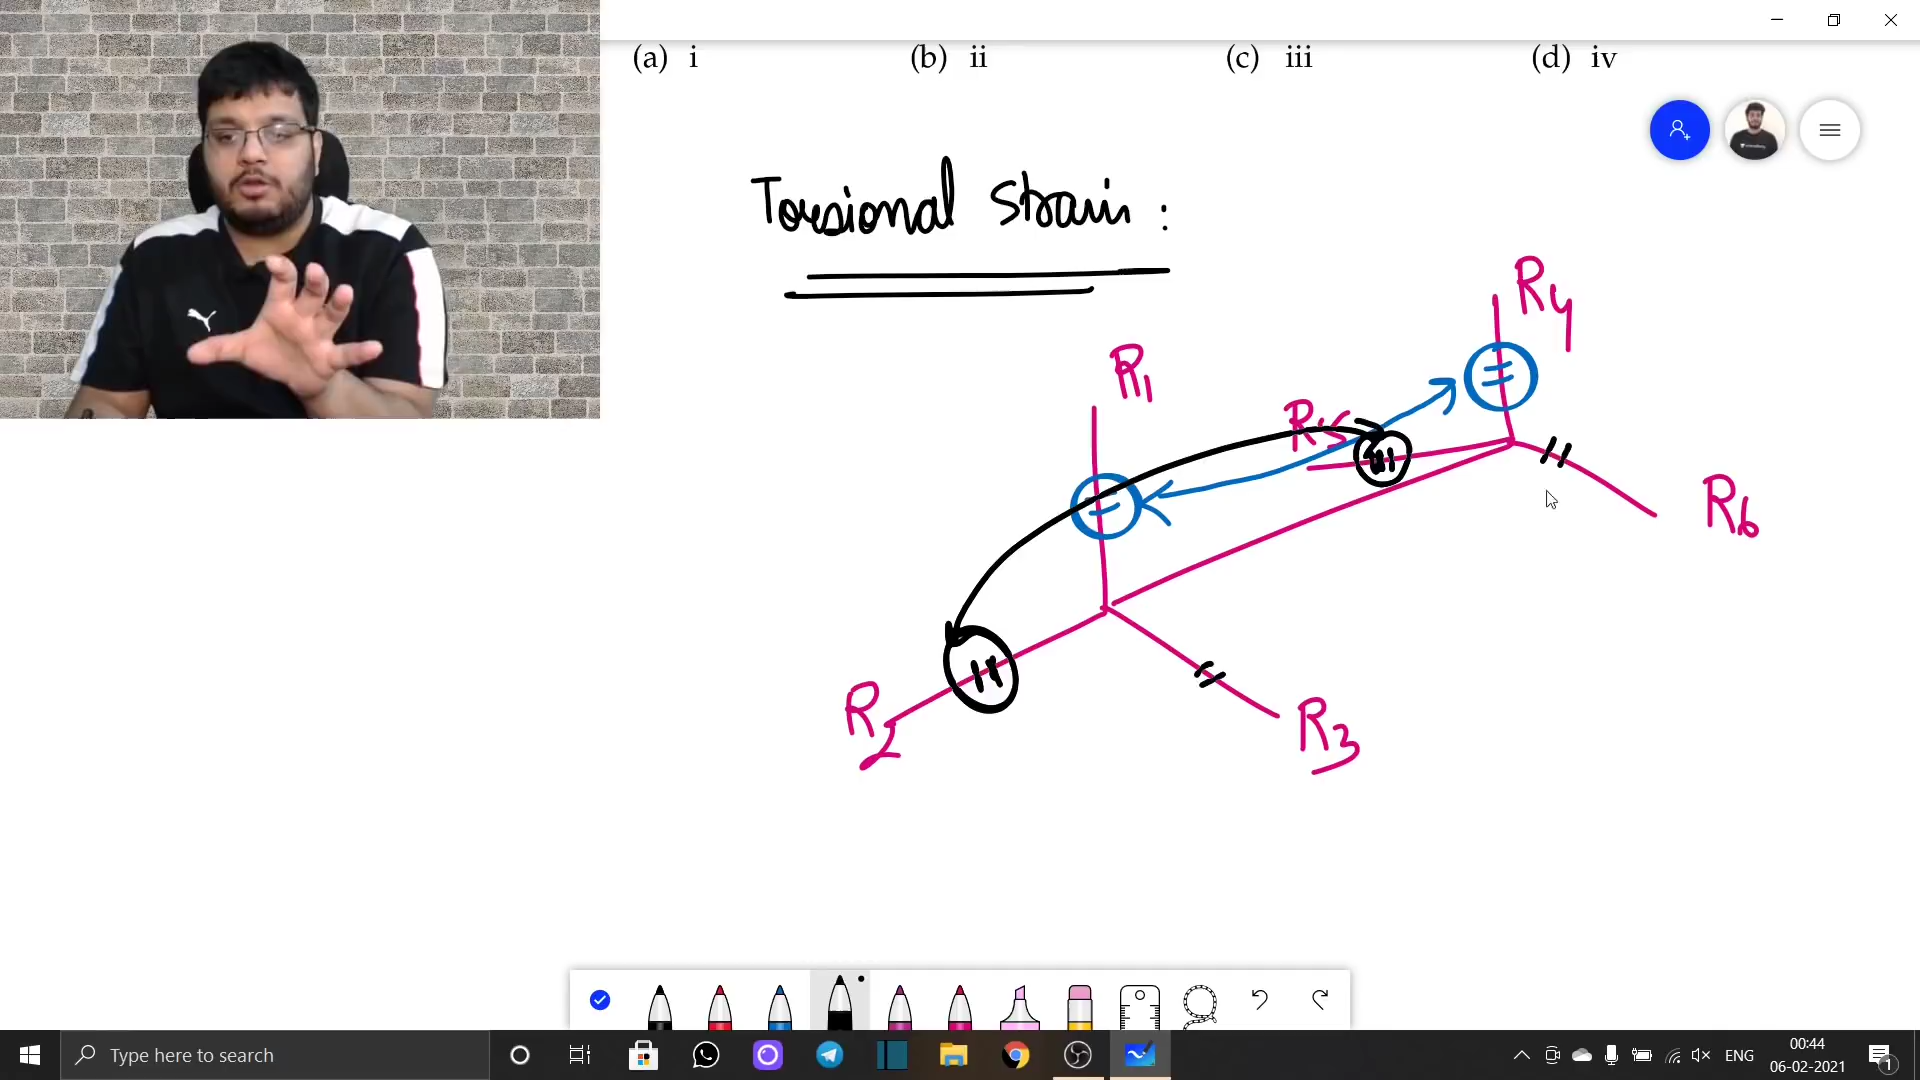 (a) i (b) ii (c) iii (d) iv
Torsional Strain :
R4
R1
R5
R6
R2
R3
Type here to search
ENG
00:44
06-02-2021
1